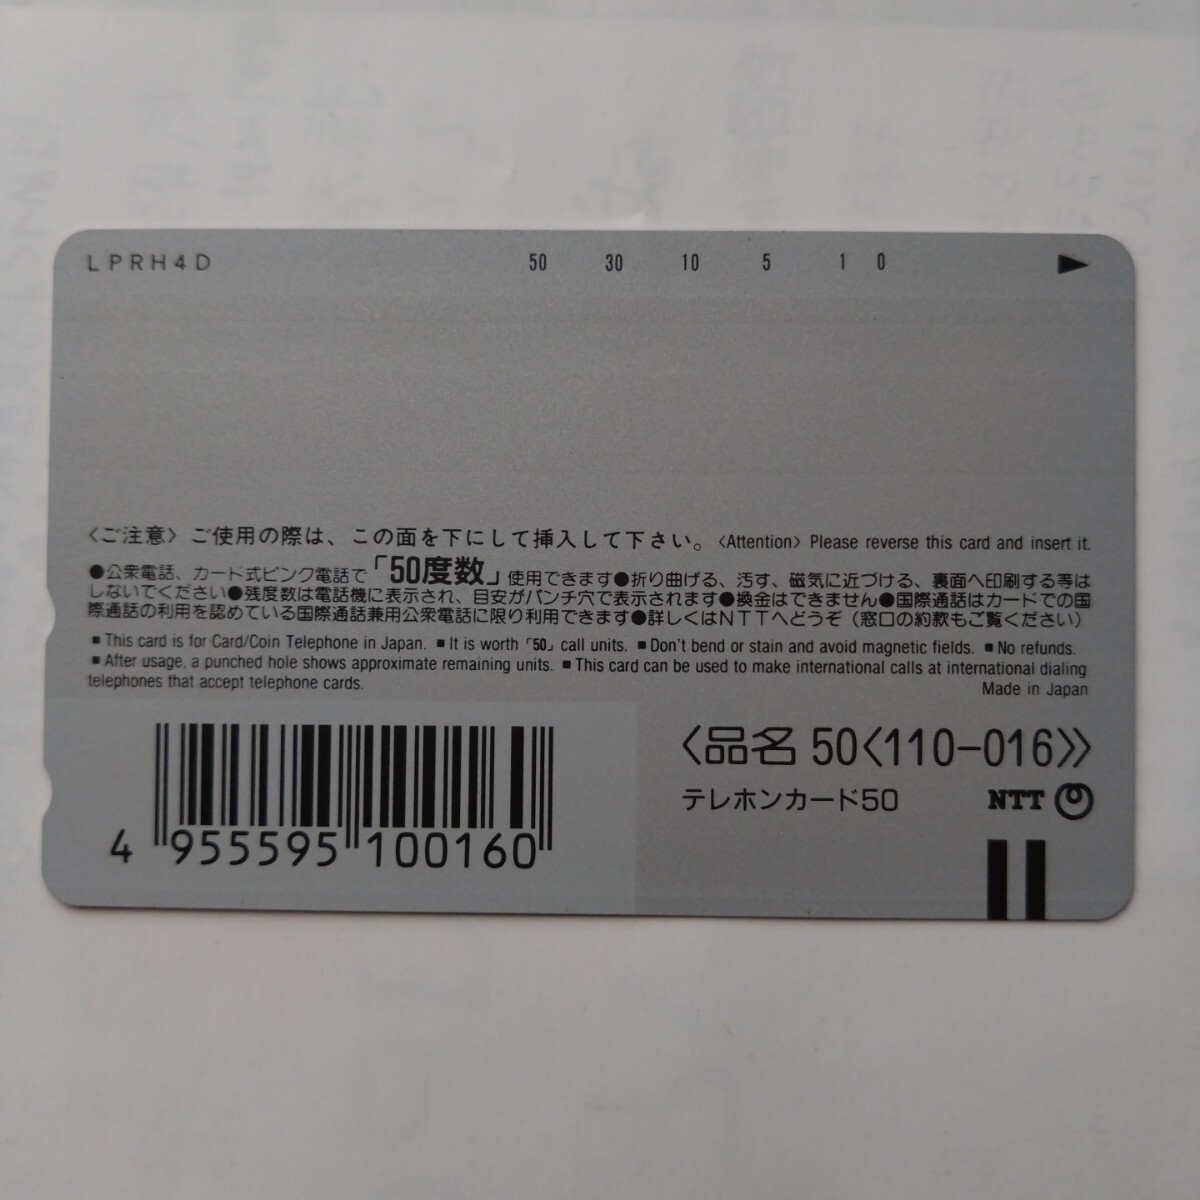 LPRH4D 50 30 10 5 1 0
〈ご注意〉ご使用の際は、この面を下にして挿入して下さい。〈Attention〉Please reverse this card and insert it.
●公衆電話、カード式ピンク電話で「50度数」使用できます●折り曲げる、汚す、磁気に近づける、裏面へ印刷する等は
しないでください●残度数は電話機に表示され、目安がパンチ穴で表示されます●換金はできません●国際通話はカードでの国
際通話の利用を認めている国際通話兼用公衆電話に限り利用できます●詳しくはNTTへどうぞ(窓口の約款もご覧ください)
■This card is for Card/Coin Telephone in Japan. ■It is worth「50」call units. ■Don't bend or stain and avoid magnetic fields. ■No refunds.
■After usage, a punched hole shows approximate remaining units. ■This card can be used to make international calls at international dialing
telephones that accept telephone cards.
Made in Japan
〈品名 50〈110-016〉〉
テレホンカード50 NTT
4 955595 100160